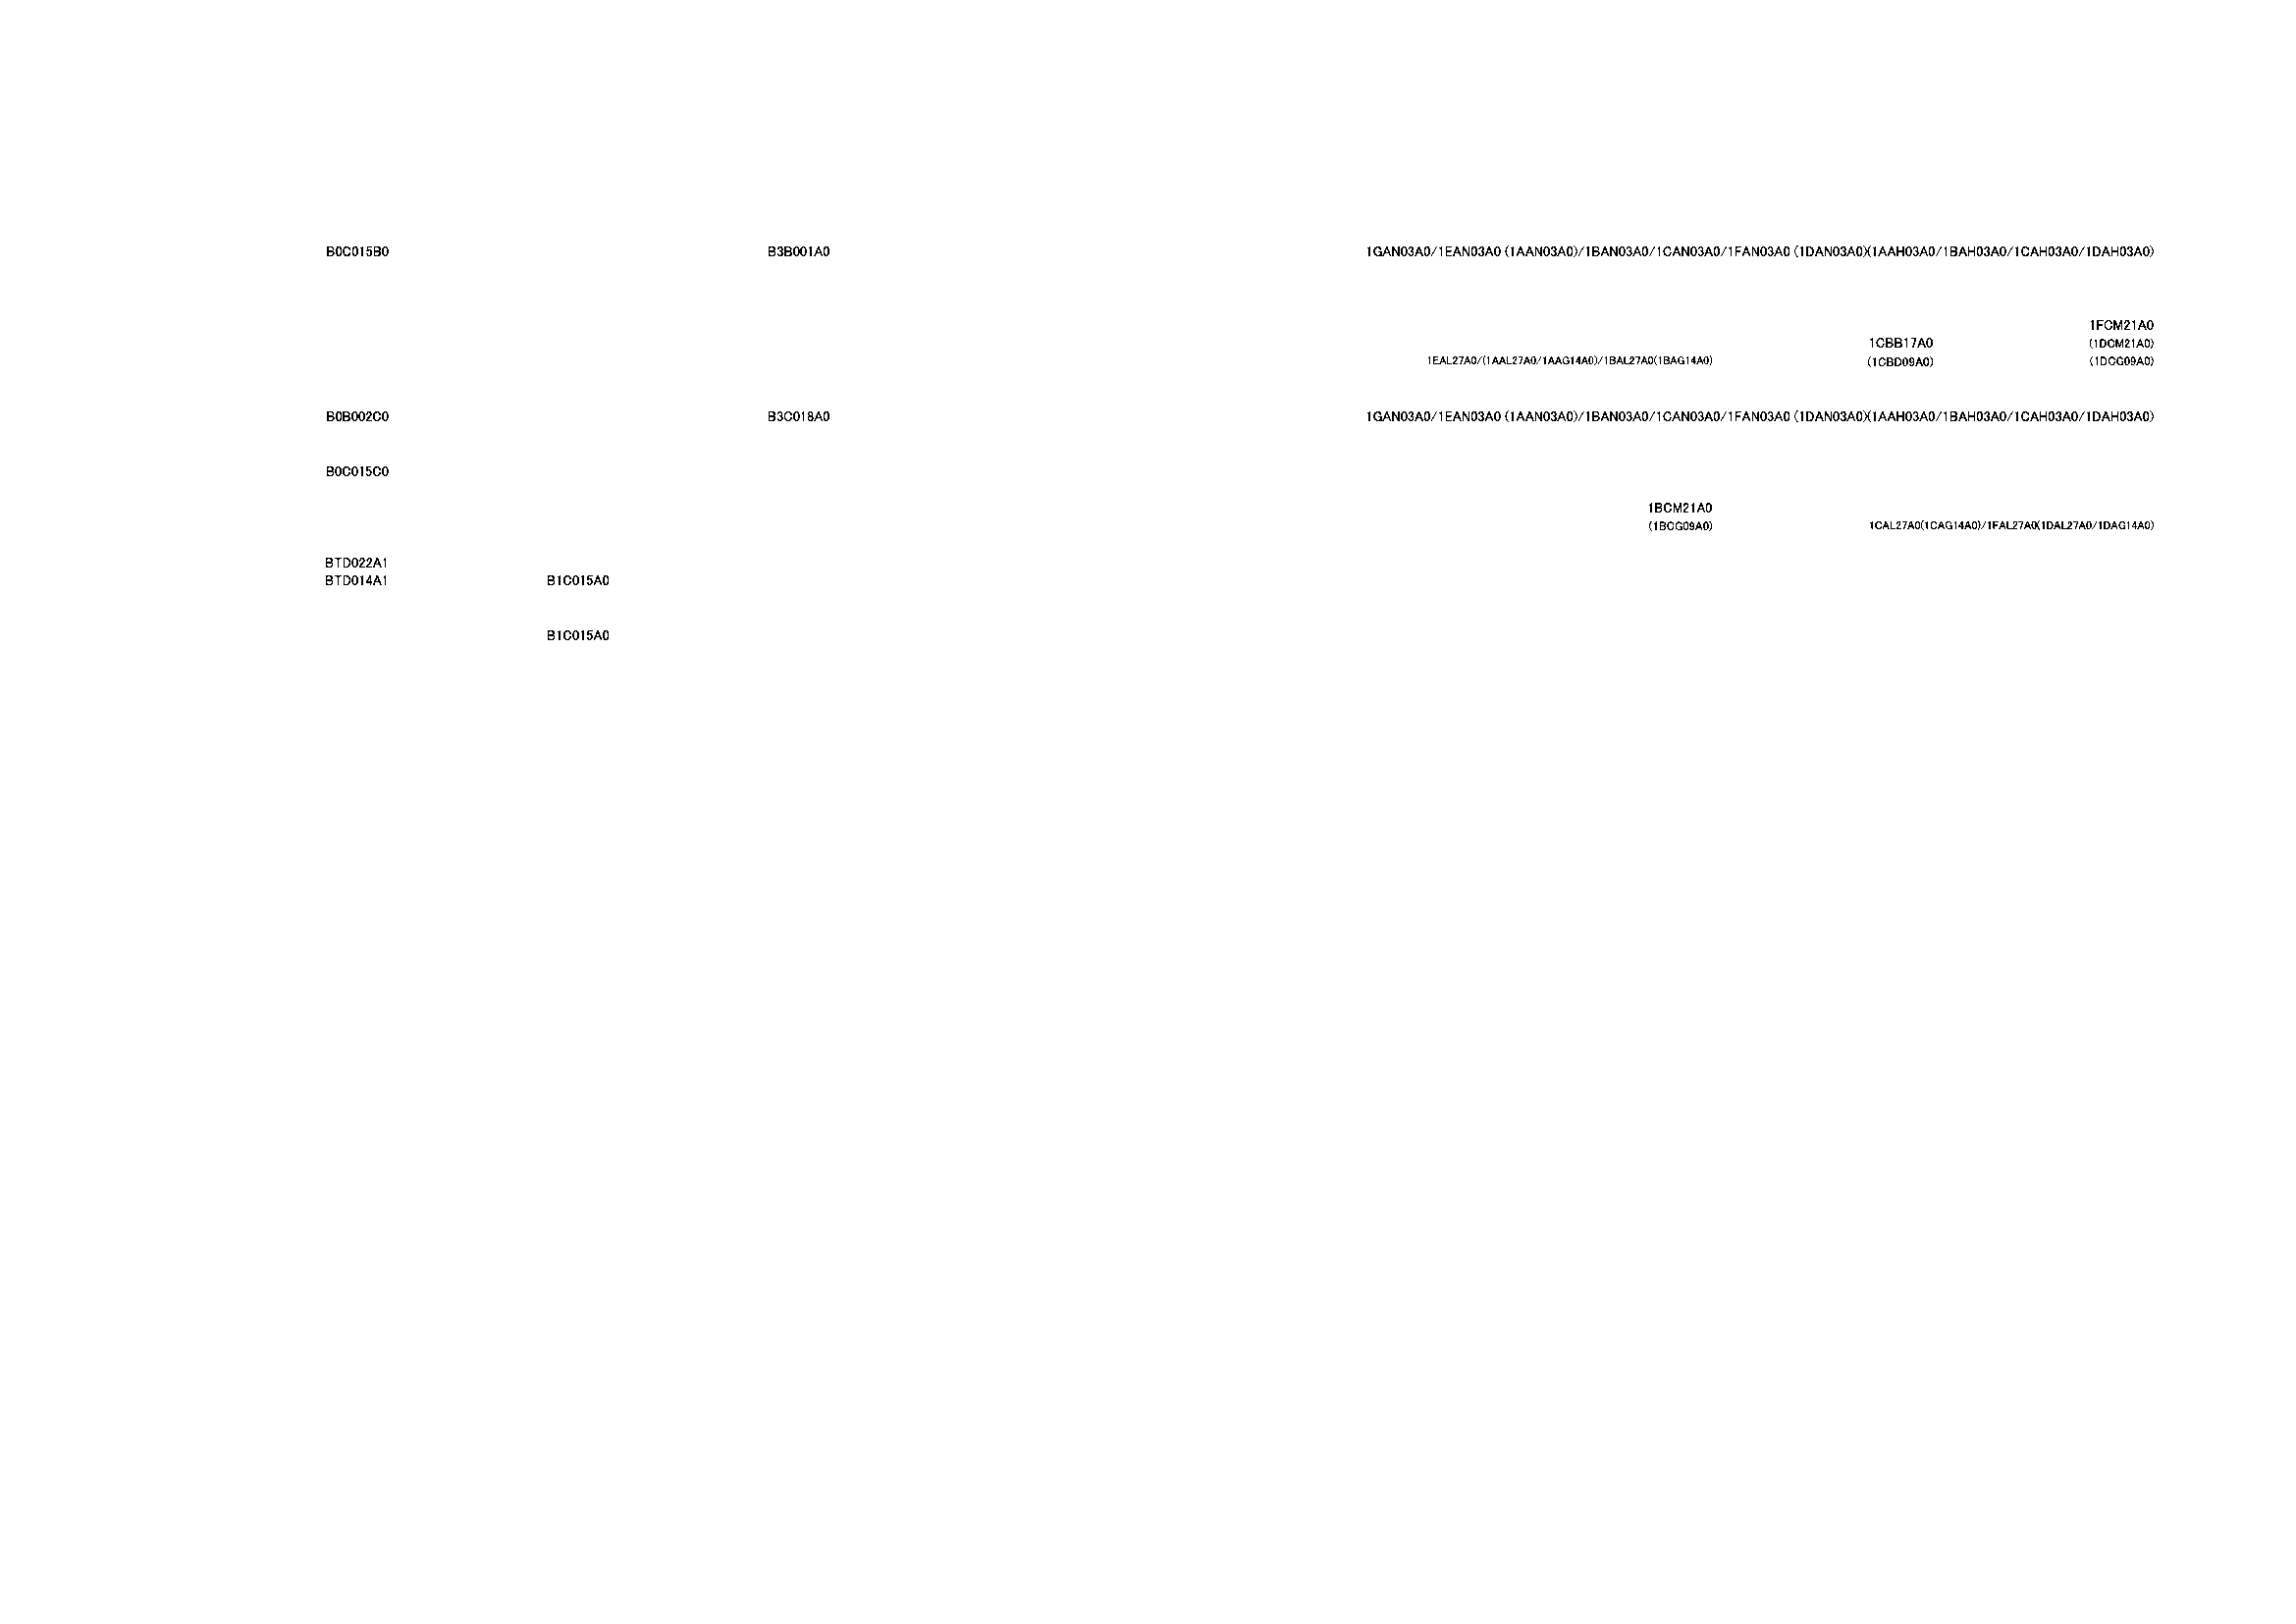 B0C015B0 B3B001A0 1GAN03A0/1EAN03A0 (1AAN03A0)/1BAN03A0/1CAN03A0/1FAN03A0 (1DAN03A0)(1AAH03A0/1BAH03A0/1CAH03A0/1DAH03A0)
1FCM21A0
1CBB17A0 (1DCM21A0)
1EAL27A0/(1AAL27A0/1AAG14A0)/1BAL27A0(1BAG14A0) (1CBD09A0) (1DCG09A0)
B0B002C0 B3C018A0 1GAN03A0/1EAN03A0 (1AAN03A0)/1BAN03A0/1CAN03A0/1FAN03A0 (1DAN03A0)(1AAH03A0/1BAH03A0/1CAH03A0/1DAH03A0)
B0C015C0
1BCM21A0
(1BCG09A0) 1CAL27A0(1CAG14A0)/1FAL27A0(1DAL27A0/1DAG14A0)
BTD022A1
BTD014A1 B1C015A0
B1C015A0